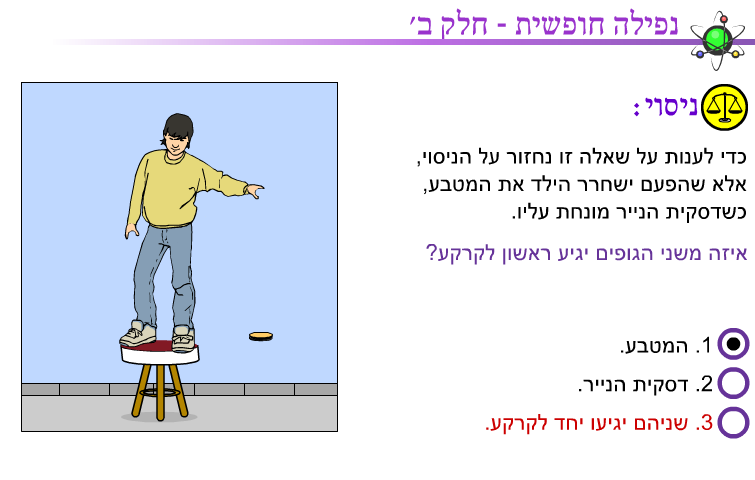 נפילה חופשית - חלק ב׳
ניסוי:
כדי לענות על שאלה זו נחזור על הניסוי,
אלא שהפעם ישחרר הילד את המטבע,
כשדסקית הנייר מונחת עליו.
איזה משני הגופים יגיע ראשון לקרקע?
1. המטבע.
2. דסקית הנייר.
3. שניהם יגיעו יחד לקרקע.